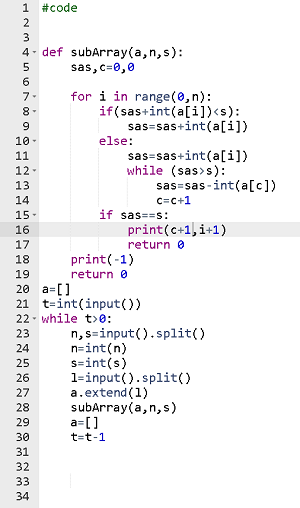 1 #code
2
3
4 def subArray(a,n,s):
5     sas,c=0,0
6
7     for i in range(0,n):
8         if(sas+int(a[i])<s):
9             sas=sas+int(a[i])
10         else:
11             sas=sas+int(a[i])
12             while (sas>s):
13                 sas=sas-int(a[c])
14                 c=c+1
15         if sas==s:
16             print(c+1,i+1)
17             return 0
18     print(-1)
19     return 0
20 a=[]
21 t=int(input())
22 while t>0:
23     n,s=input().split()
24     n=int(n)
25     s=int(s)
26     l=input().split()
27     a.extend(l)
28     subArray(a,n,s)
29     a=[]
30     t=t-1
31
32
33
34